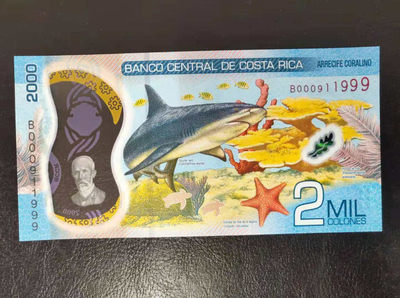 BANCO CENTRAL DE COSTA RICA
ARRECIFE CORALINO
B000911999
2000
B000911999
2 MIL
COLONES